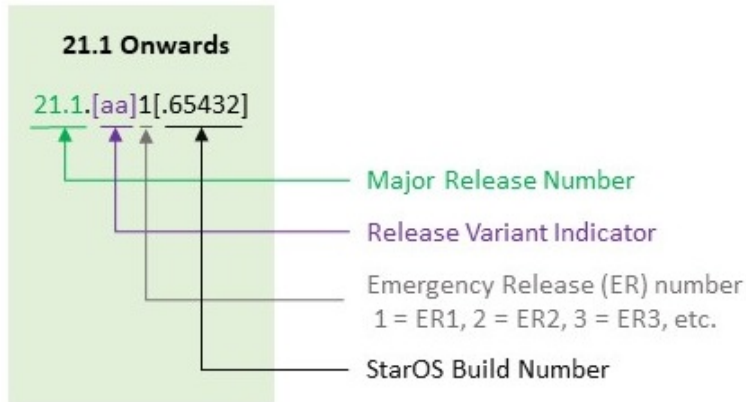 21.1 Onwards
21.1.[aa]1[.65432]
Major Release Number
Release Variant Indicator
Emergency Release (ER) number
1 = ER1, 2 = ER2, 3 = ER3, etc.
StarOS Build Number